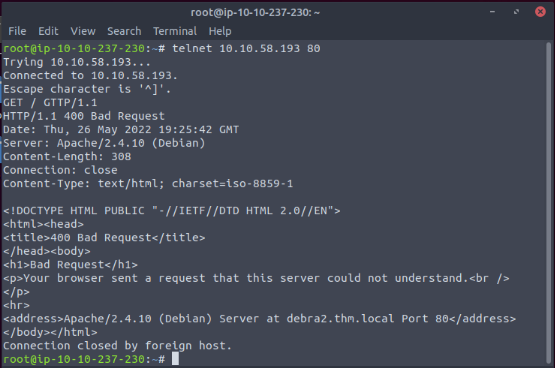 root@ip-10-10-237-230: ~
File Edit View Search Terminal Help
root@ip-10-10-237-230:~# telnet 10.10.58.193 80
Trying 10.10.58.193...
Connected to 10.10.58.193.
Escape character is '^]'.
GET / GTTP/1.1
HTTP/1.1 400 Bad Request
Date: Thu, 26 May 2022 19:25:42 GMT
Server: Apache/2.4.10 (Debian)
Content-Length: 308
Connection: close
Content-Type: text/html; charset=iso-8859-1

<!DOCTYPE HTML PUBLIC "-//IETF//DTD HTML 2.0//EN">
<html><head>
<title>400 Bad Request</title>
</head><body>
<h1>Bad Request</h1>
<p>Your browser sent a request that this server could not understand.<br />
</p>
<hr>
<address>Apache/2.4.10 (Debian) Server at debra2.thm.local Port 80</address>
</body></html>
Connection closed by foreign host.
root@ip-10-10-237-230:~#